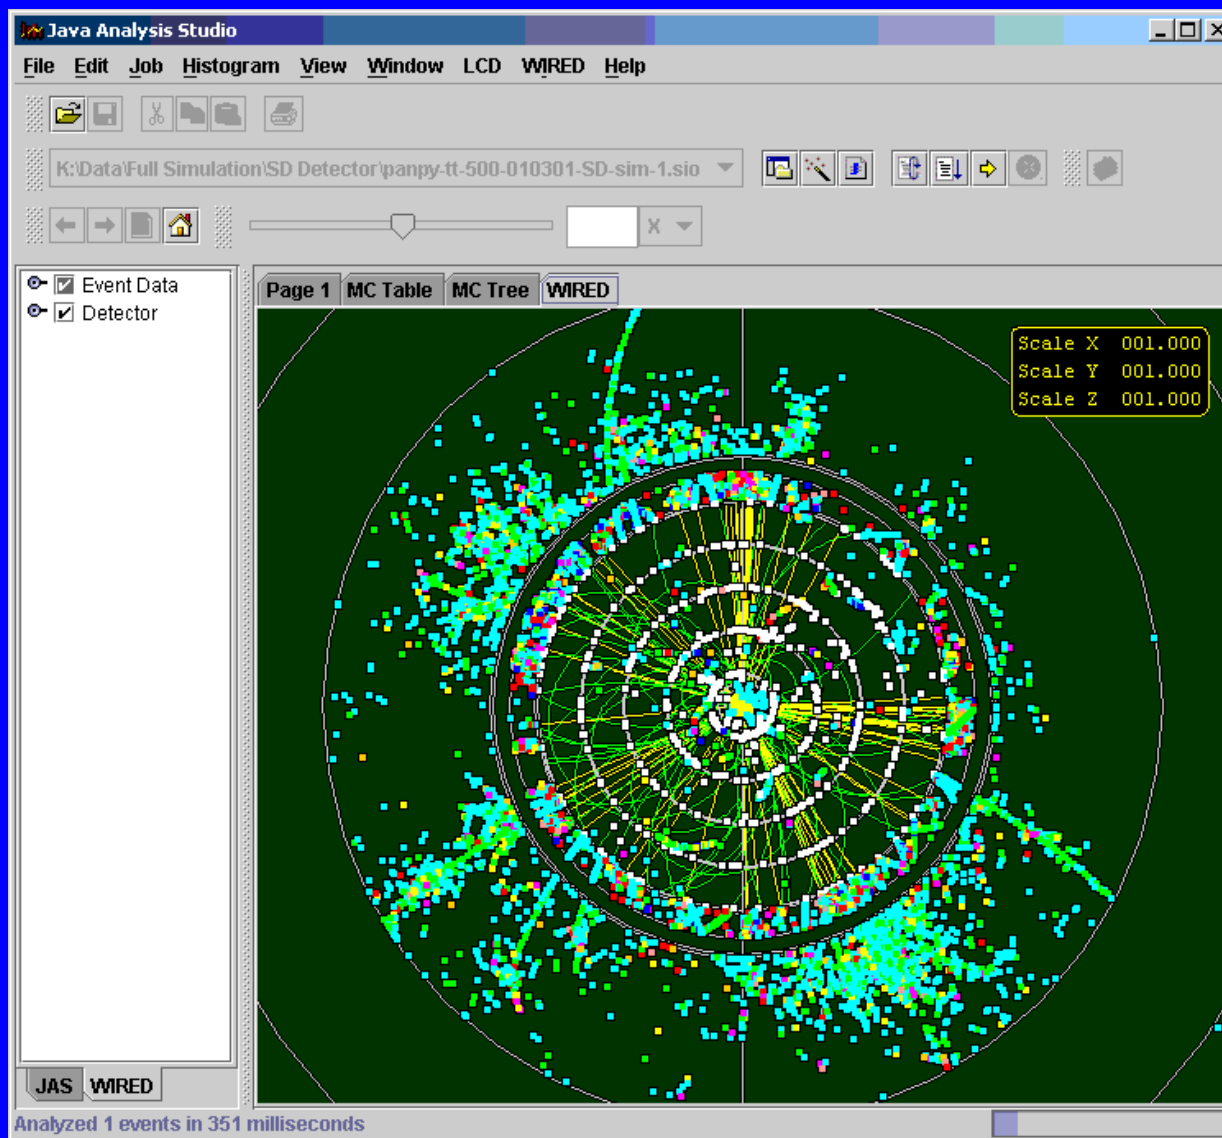 Java Analysis Studio
File Edit Job Histogram View Window LCD WIRED Help
K:\Data\Full Simulation\SD Detector\panpy-tt-500-010301-SD-sim-1.sio
X
Event Data
Detector
Page 1 MC Table MC Tree WIRED
Scale X 001.000
Scale Y 001.000
Scale Z 001.000
JAS WIRED
Analyzed 1 events in 351 milliseconds